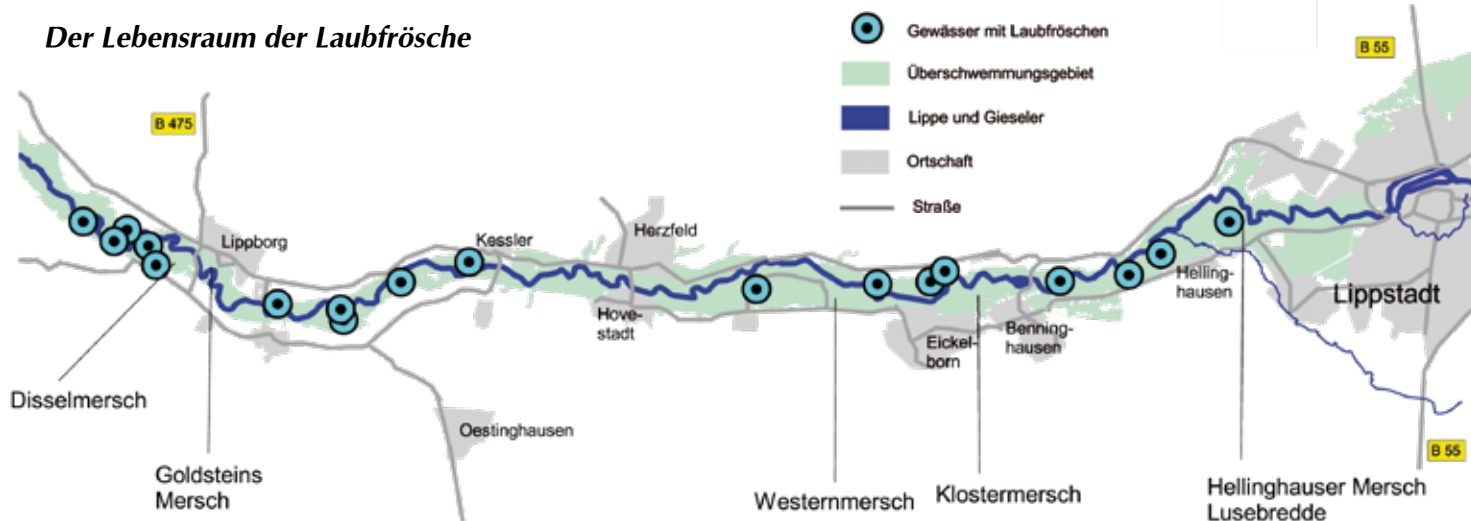 Der Lebensraum der Laubfrösche
Gewässer mit Laubfröschen
Überschwemmungsgebiet
Lippe und Gieseler
Ortschaft
Straße
B 55
B 475
Lippborg
Kessler
Herzfeld
Hove-
stadt
Eickel-
born
Benning-
hausen
Helling-
hausen
Lippstadt
Disselmersch
Oestinghausen
Goldsteins
Mersch
Westernmersch
Klostermersch
Hellinghauser Mersch
Lusebredde
B 55